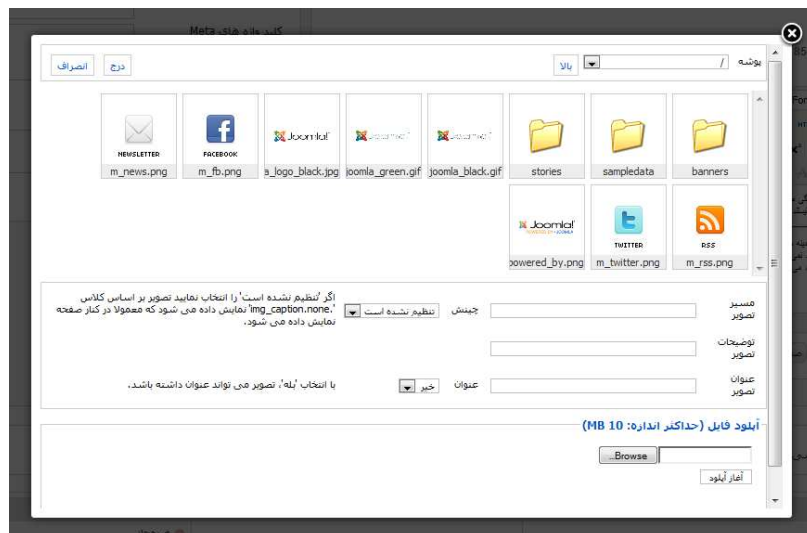 کلید واژه های Meta
پوشه /
بالا
درج
انصراف
banners
sampledata
stories
joomla_black.gif
joomla_green.gif
Joomla!
a_logo_black.jpg
FACEBOOK
m_fb.png
NEWSLETTER
m_news.png
RSS
m_rss.png
TWITTER
m_twitter.png
Joomla!
powered_by.png
مسیر تصویر
چینش
تنظیم نشده است
اگر 'تنظیم نشده است' را انتخاب نمایید تصویر بر اساس کلاس
'img_caption.none.' نمایش داده می شود که معمولا در کنار صفحه
نمایش داده می شود.
توضیحات تصویر
عنوان تصویر
عنوان
خیر
با انتخاب 'بله'، تصویر می تواند عنوان داشته باشد.
آپلود فایل (حداکثر اندازه: 10 MB)
Browse...
آغاز آپلود